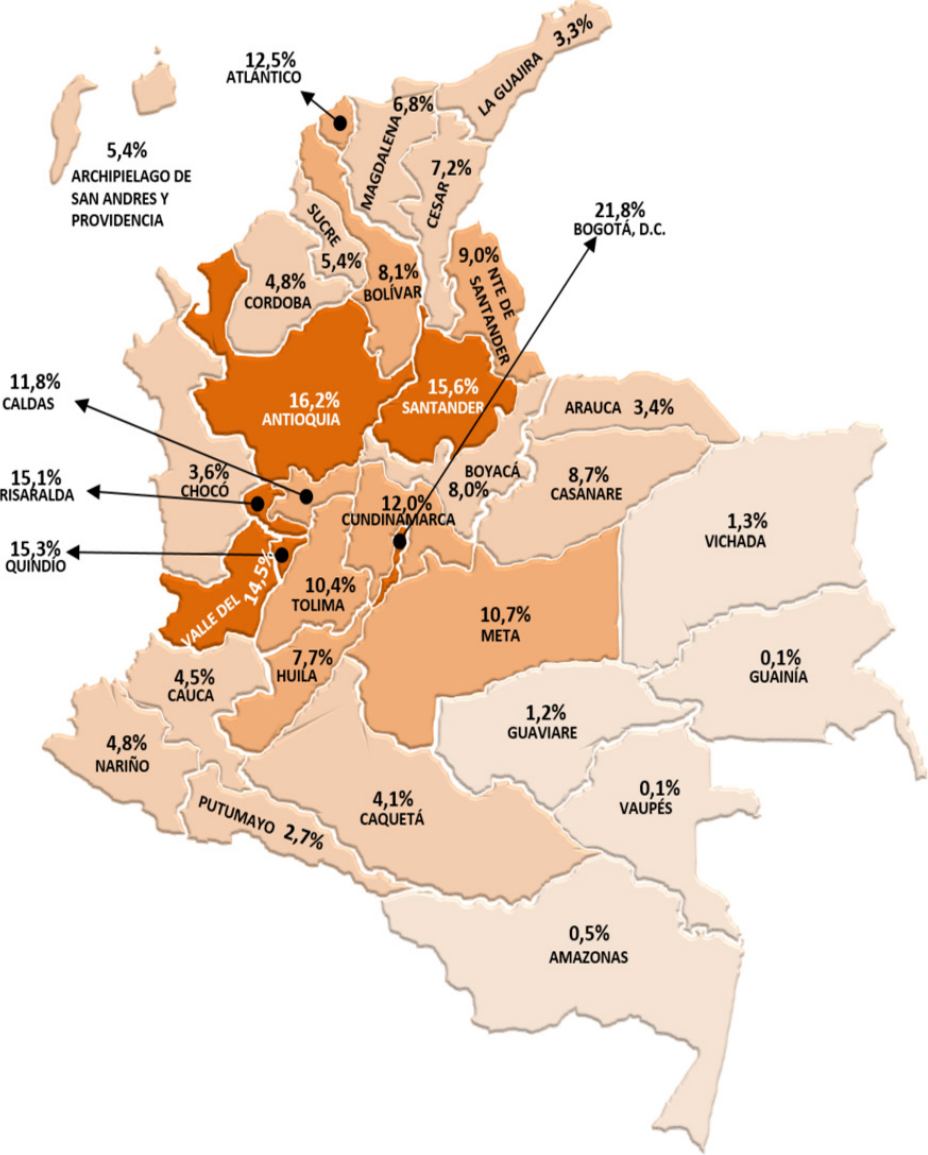 12,5%
ATLÁNTICO
3,3%
LA GUAJIRA
6,8%
MAGDALENA
5,4%
ARCHIPIELAGO DE
SAN ANDRES Y
PROVIDENCIA
7,2%
CESAR
21,8%
BOGOTÁ, D.C.
SUCRE
5,4%
9,0%
NTE DE
SANTANDER
4,8%
CORDOBA
8,1%
BOLÍVAR
11,8%
CALDAS
16,2%
ANTIOQUIA
15,6%
SANTANDER
ARAUCA 3,4%
15,1%
RISARALDA
3,6%
CHOCÓ
BOYACÁ
8,0%
8,7%
CASANARE
12,0%
CUNDINAMARCA
1,3%
VICHADA
15,3%
QUINDÍO
VALLE DEL
14,5%
10,4%
TOLIMA
10,7%
META
7,7%
HUILA
0,1%
GUAINÍA
4,5%
CAUCA
1,2%
GUAVIARE
4,8%
NARIÑO
0,1%
VAUPÉS
PUTUMAYO 2,7%
4,1%
CAQUETÁ
0,5%
AMAZONAS